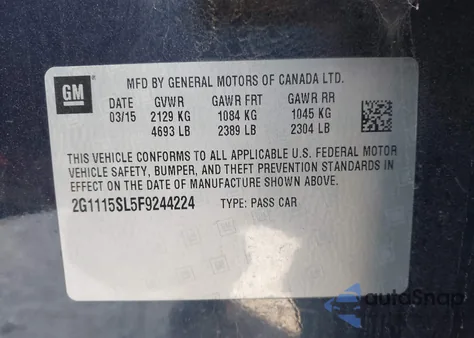 GM
MFD BY GENERAL MOTORS OF CANADA LTD.
DATE GVWR GAWR FRT GAWR RR
03/15 2129 KG 1084 KG 1045 KG
4693 LB 2389 LB 2304 LB
THIS VEHICLE CONFORMS TO ALL APPLICABLE U.S. FEDERAL MOTOR
VEHICLE SAFETY, BUMPER, AND THEFT PREVENTION STANDARDS IN
EFFECT ON THE DATE OF MANUFACTURE SHOWN ABOVE.
2G1115SL5F9244224 TYPE: PASS CAR
autoSnap